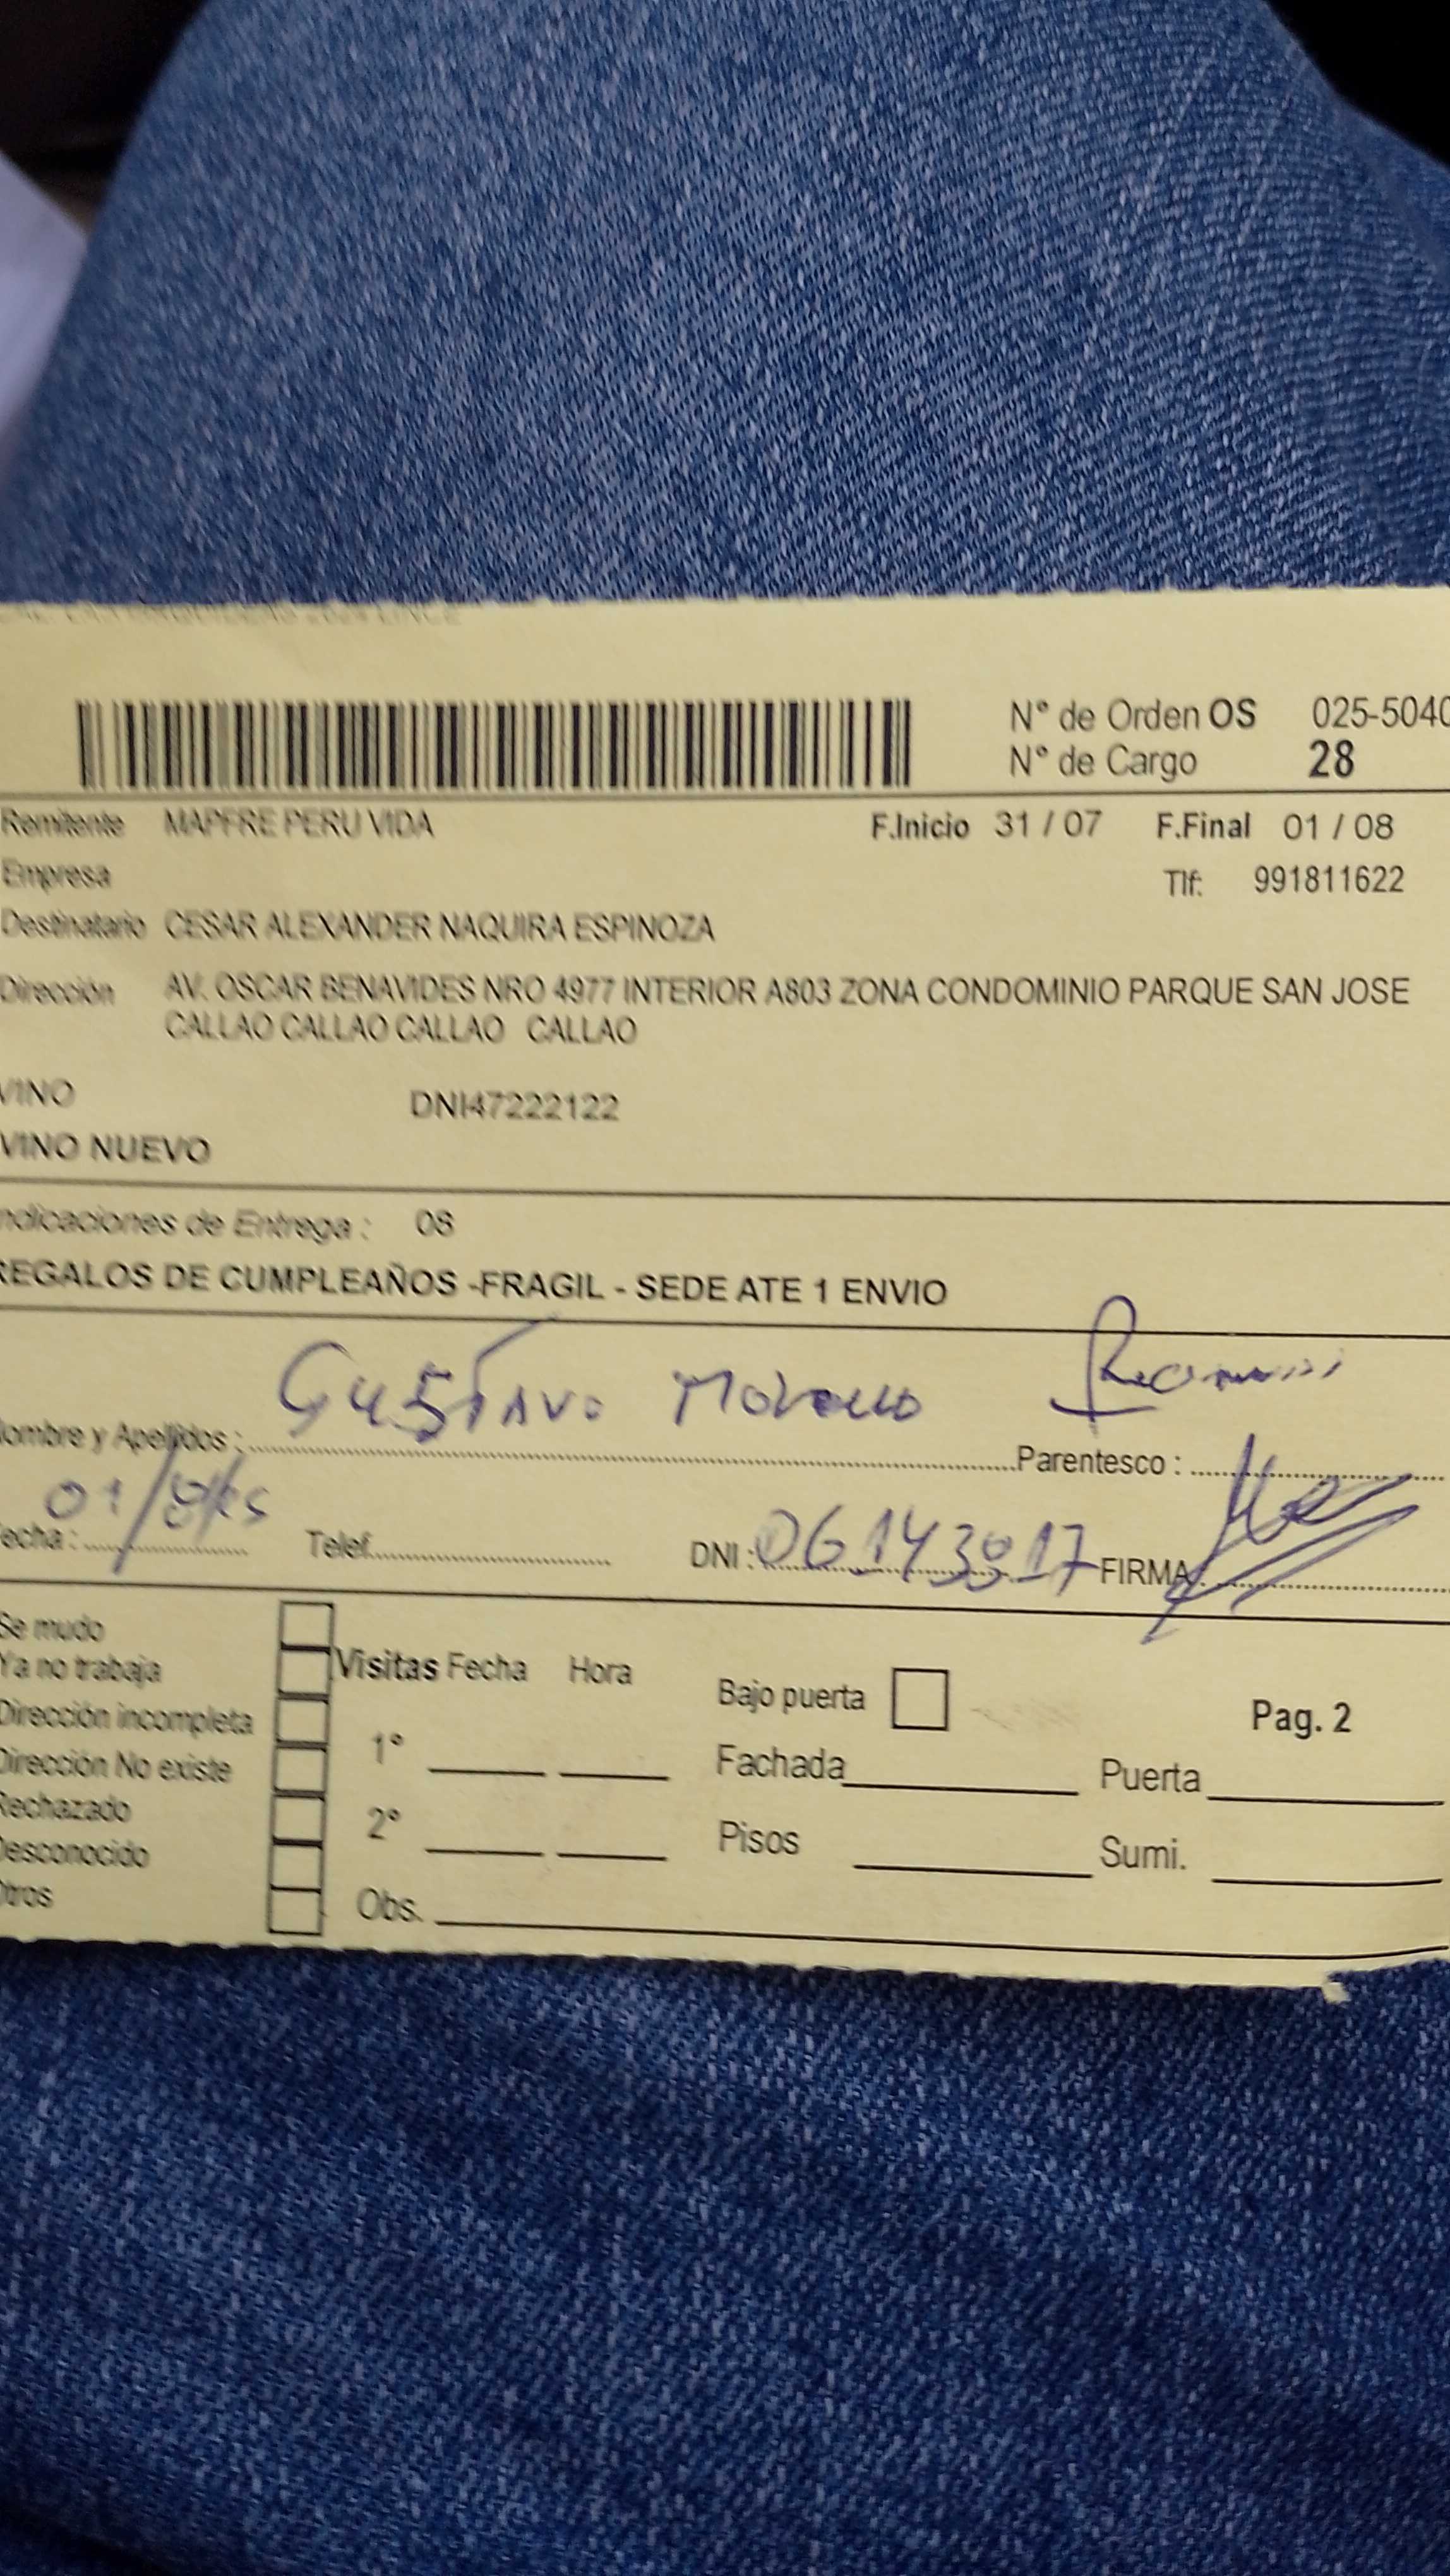 N° de Orden OS 025-5040
N° de Cargo 28
Remitente MAPFRE PERU VIDA F.Inicio 31 / 07 F.Final 01 / 08
Empresa Tlf: 991811622
Destinatario CESAR ALEXANDER NAQUIRA ESPINOZA
Dirección AV. OSCAR BENAVIDES NRO 4977 INTERIOR A803 ZONA CONDOMINIO PARQUE SAN JOSE
CALLAO CALLAO CALLAO CALLAO
VINO DNI47222122
VINO NUEVO
ndicaciones de Entrega : 08
REGALOS DE CUMPLEAÑOS -FRAGIL - SEDE ATE 1 ENVIO
Gustavo
ombre y Apellidos : Parentesco :
echa : Telef. DNI : 06143817 FIRMA :
Se mudo
Ya no trabaja Visitas Fecha Hora Bajo puerta Pag. 2
Dirección incompleta 1° Fachada Puerta
Dirección No existe
Rechazado 2° Pisos Sumi.
Desconocido
Otros Obs.